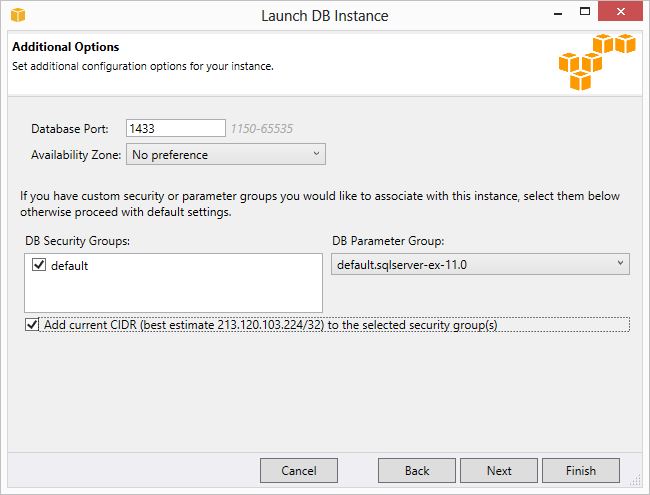 Launch DB Instance
Additional Options
Set additional configuration options for your instance.
Database Port: 1433 1150-65535
Availability Zone: No preference
If you have custom security or parameter groups you would like to associate with this instance, select them below
otherwise proceed with default settings.
DB Security Groups: DB Parameter Group:
default default.sqlserver-ex-11.0
Add current CIDR (best estimate 213.120.103.224/32) to the selected security group(s)
Cancel Back Next Finish